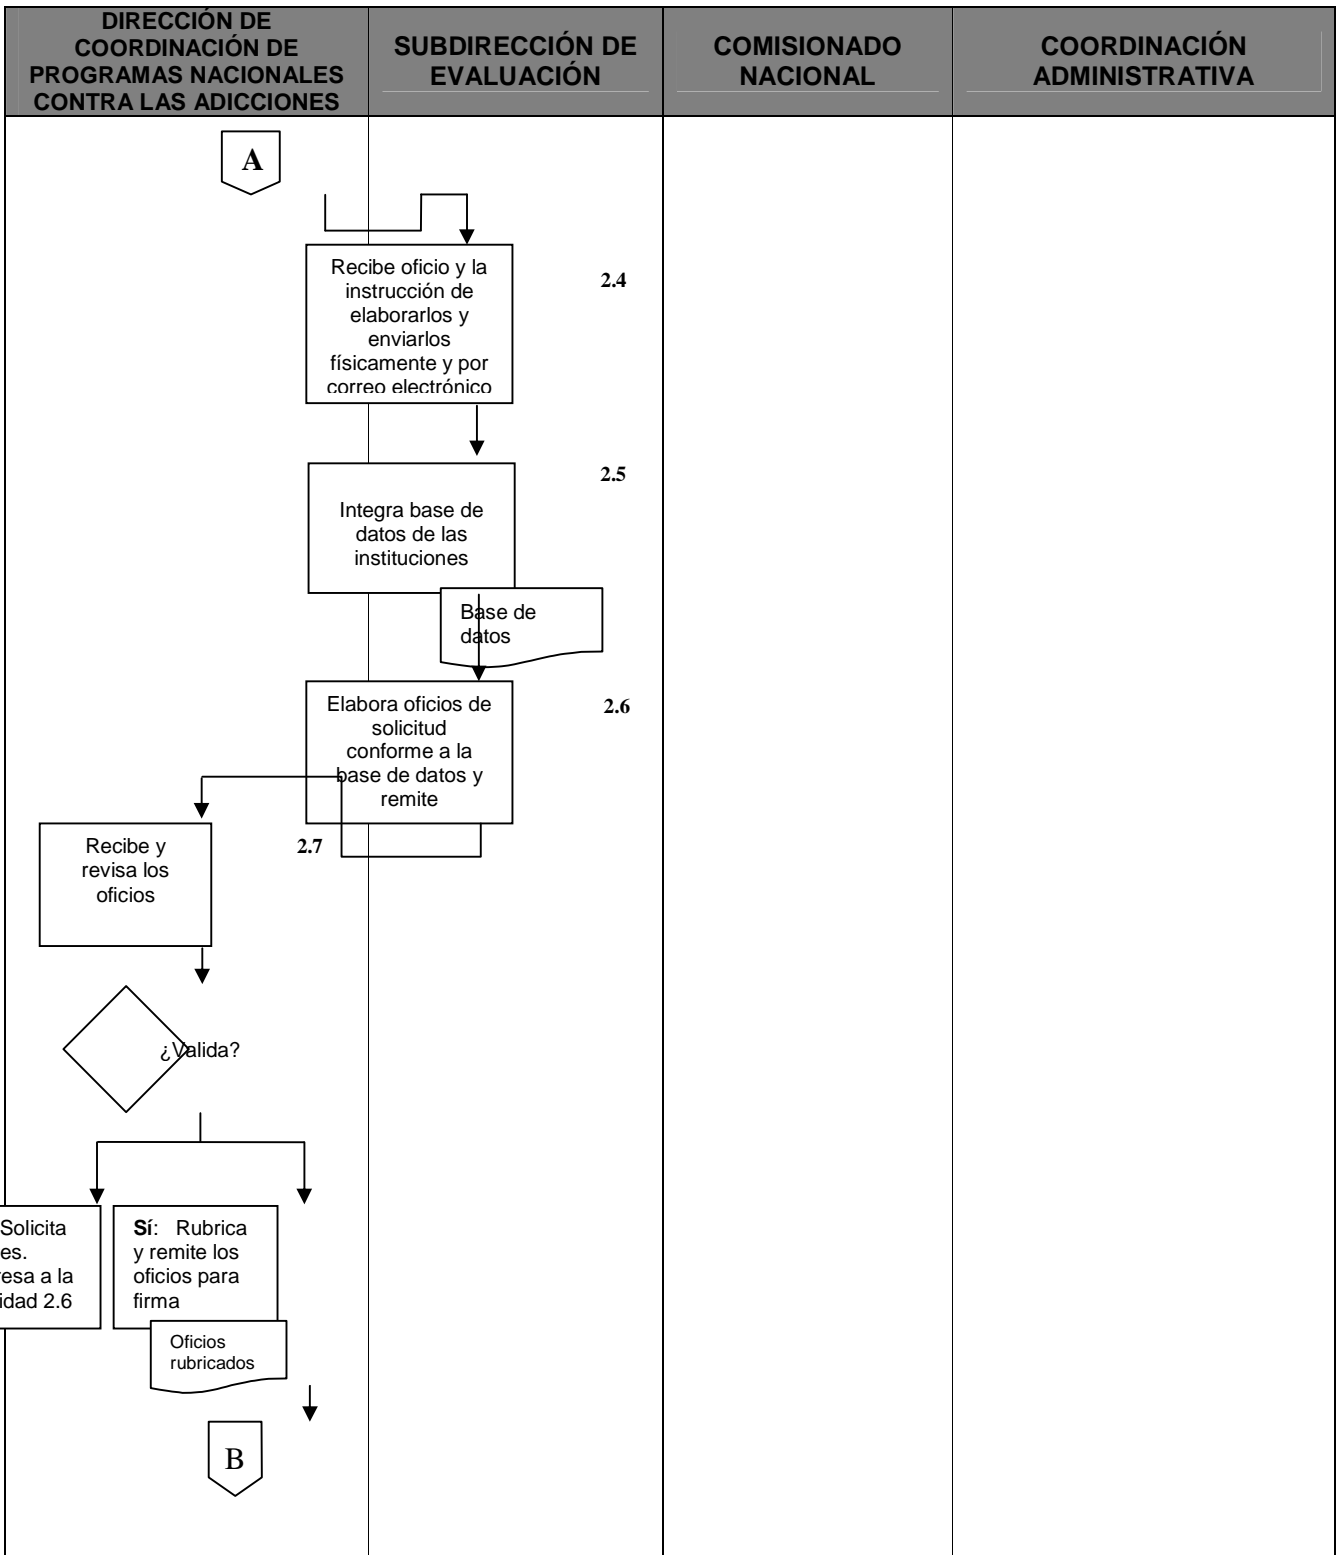 DIRECCIÓN DE
COORDINACIÓN DE
PROGRAMAS NACIONALES
CONTRA LAS ADICCIONES
SUBDIRECCIÓN DE
EVALUACIÓN
COMISIONADO
NACIONAL
COORDINACIÓN
ADMINISTRATIVA
A
Recibe oficio y la
instrucción de
elaborarlos y
enviarlos
físicamente y por
correo electrónico
2.4
2.5
Integra base de
datos de las
instituciones
Base de
datos
Elabora oficios de
solicitud
conforme a la
base de datos y
remite
2.6
Recibe y
revisa los
oficios
2.7
¿Valida?
Solicita
es.
esa a la
idad 2.6
Sí: Rubrica
y remite los
oficios para
firma
Oficios
rubricados
B